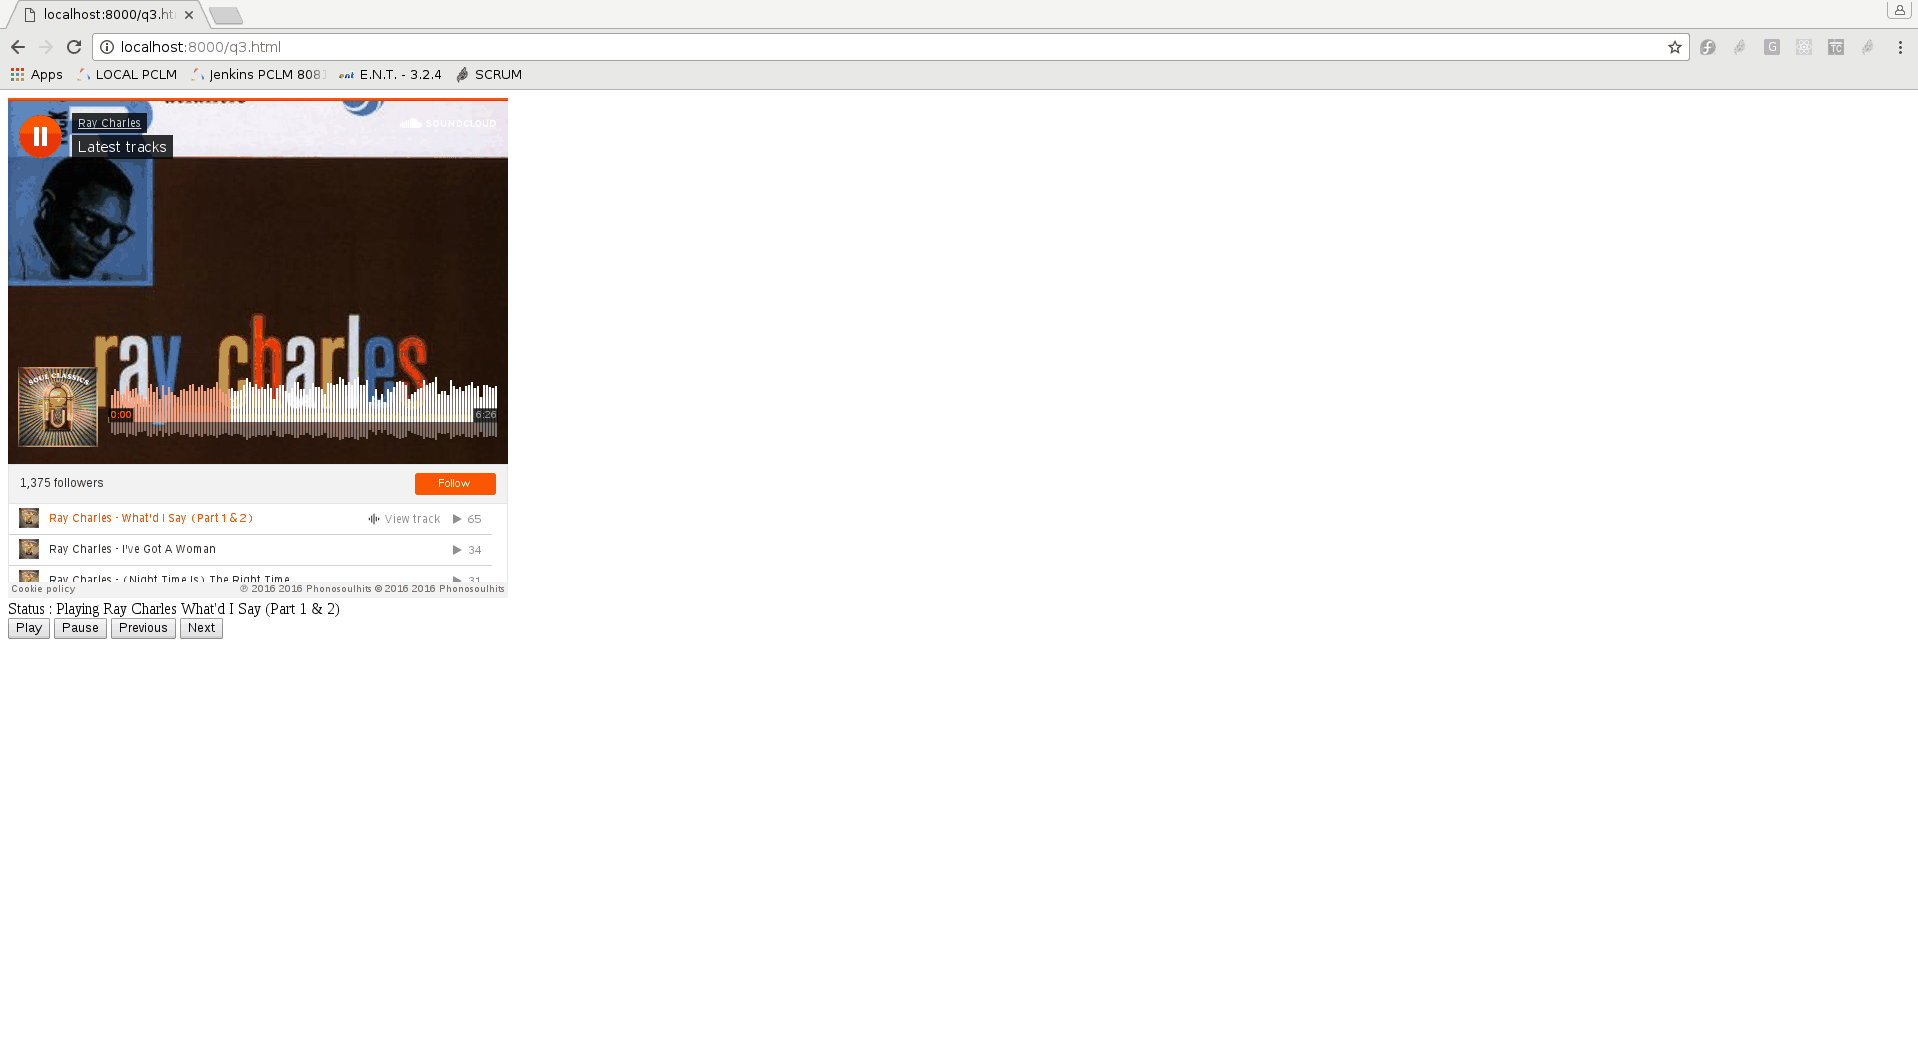 localhost:8000/q3.ht
localhost:8000/q3.html
Apps LOCAL PCLM Jenkins PCLM 808 E.N.T. - 3.2.4 SCRUM
G TC
Ray Charles
SOUNDCLOUD
Latest tracks
ray charles
SOUL CLASSICS
0:00 6:26
1,375 followers Follow
Ray Charles - What'd I Say (Part 1 & 2) View track 65
Ray Charles - I've Got A Woman 34
Ray Charles - (Night Time Is) The Right Time 31
Cookie policy ℗ 2016 2016 Phonosoulhits © 2016 2016 Phonosoulhits
Status : Playing Ray Charles What'd I Say (Part 1 & 2)
Play Pause Previous Next